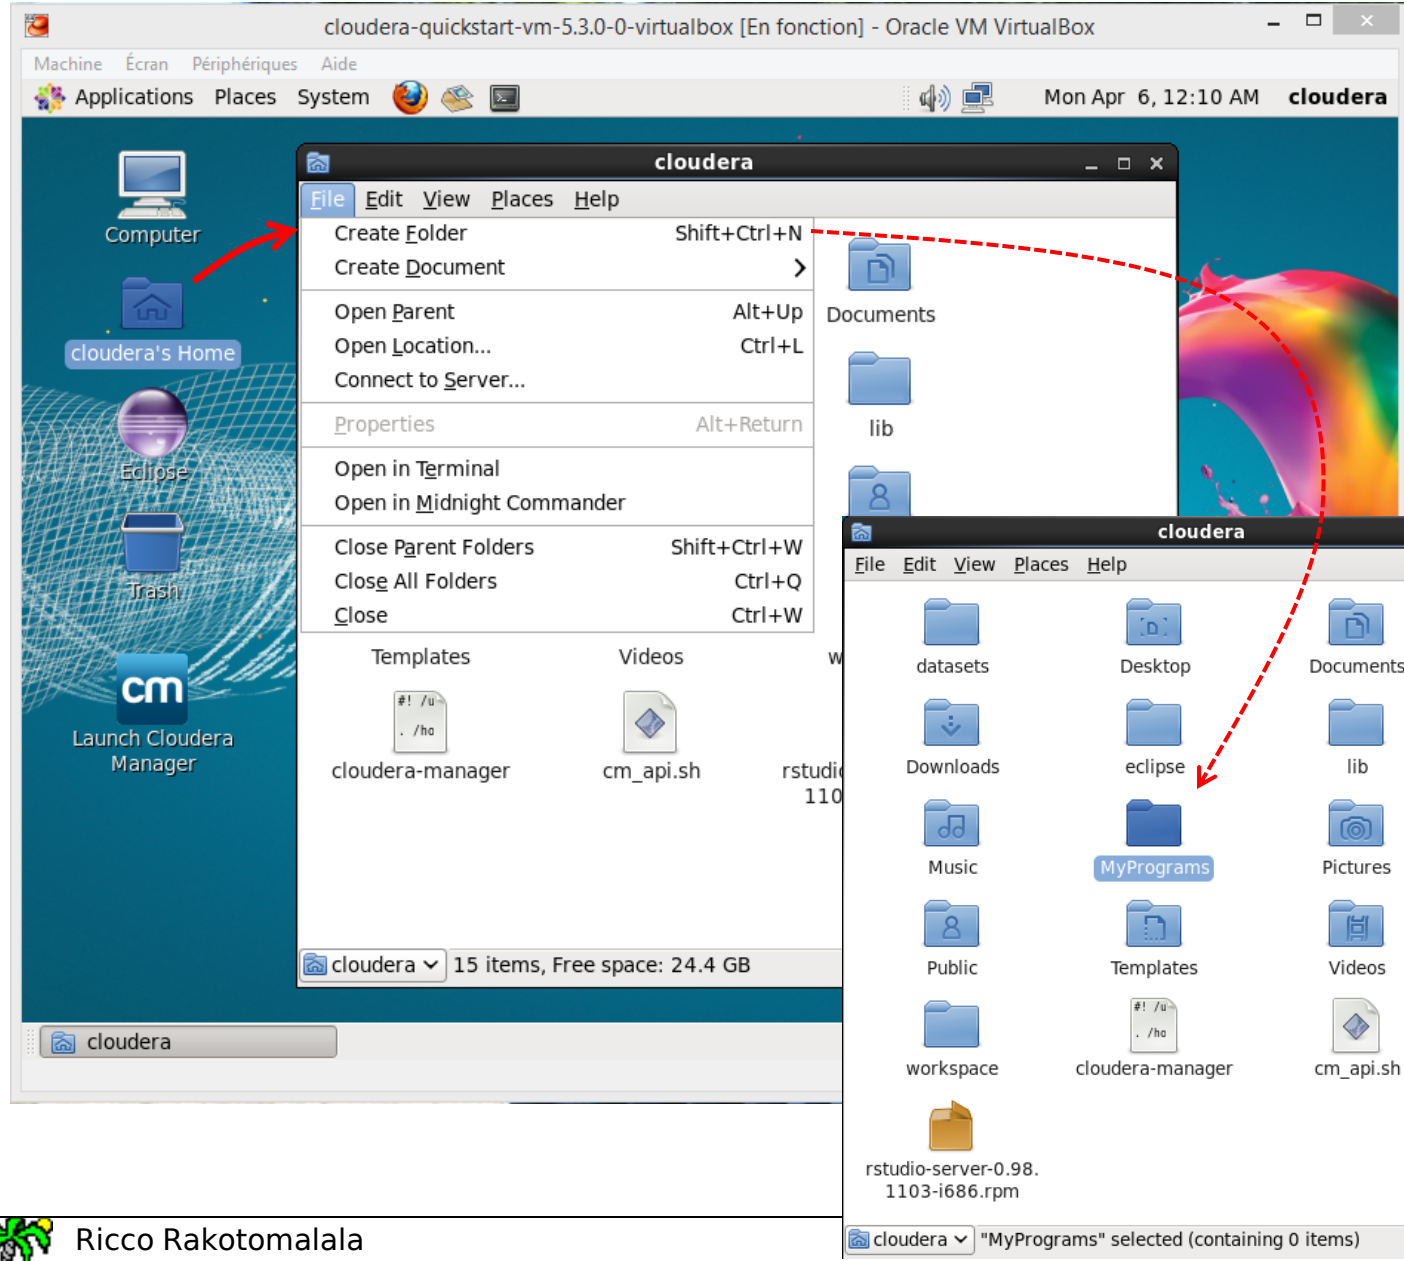 cloudera-quickstart-vm-5.3.0-0-virtualbox [En fonction] - Oracle VM VirtualBox
Machine Écran Périphériques Aide
Applications Places System Mon Apr 6, 12:10 AM cloudera
Computer
cloudera's Home
Eclipse
Trash
cm
Launch Cloudera
Manager
cloudera
File Edit View Places Help
Create Folder Shift+Ctrl+N
Create Document
Open Parent Alt+Up
Open Location... Ctrl+L
Connect to Server...
Properties Alt+Return
Open in Terminal
Open in Midnight Commander
Close Parent Folders Shift+Ctrl+W
Close All Folders Ctrl+Q
Close Ctrl+W
Documents
lib
Templates Videos w
#! /u
. /ho
cloudera-manager cm_api.sh rstudio
110
cloudera 15 items, Free space: 24.4 GB
cloudera
cloudera
File Edit View Places Help
datasets Desktop Documents
Downloads eclipse lib
Music MyPrograms Pictures
Public Templates Videos
#! /u
. /ho
workspace cloudera-manager cm_api.sh
rstudio-server-0.98.
1103-i686.rpm
cloudera "MyPrograms" selected (containing 0 items)
Ricco Rakotomalala